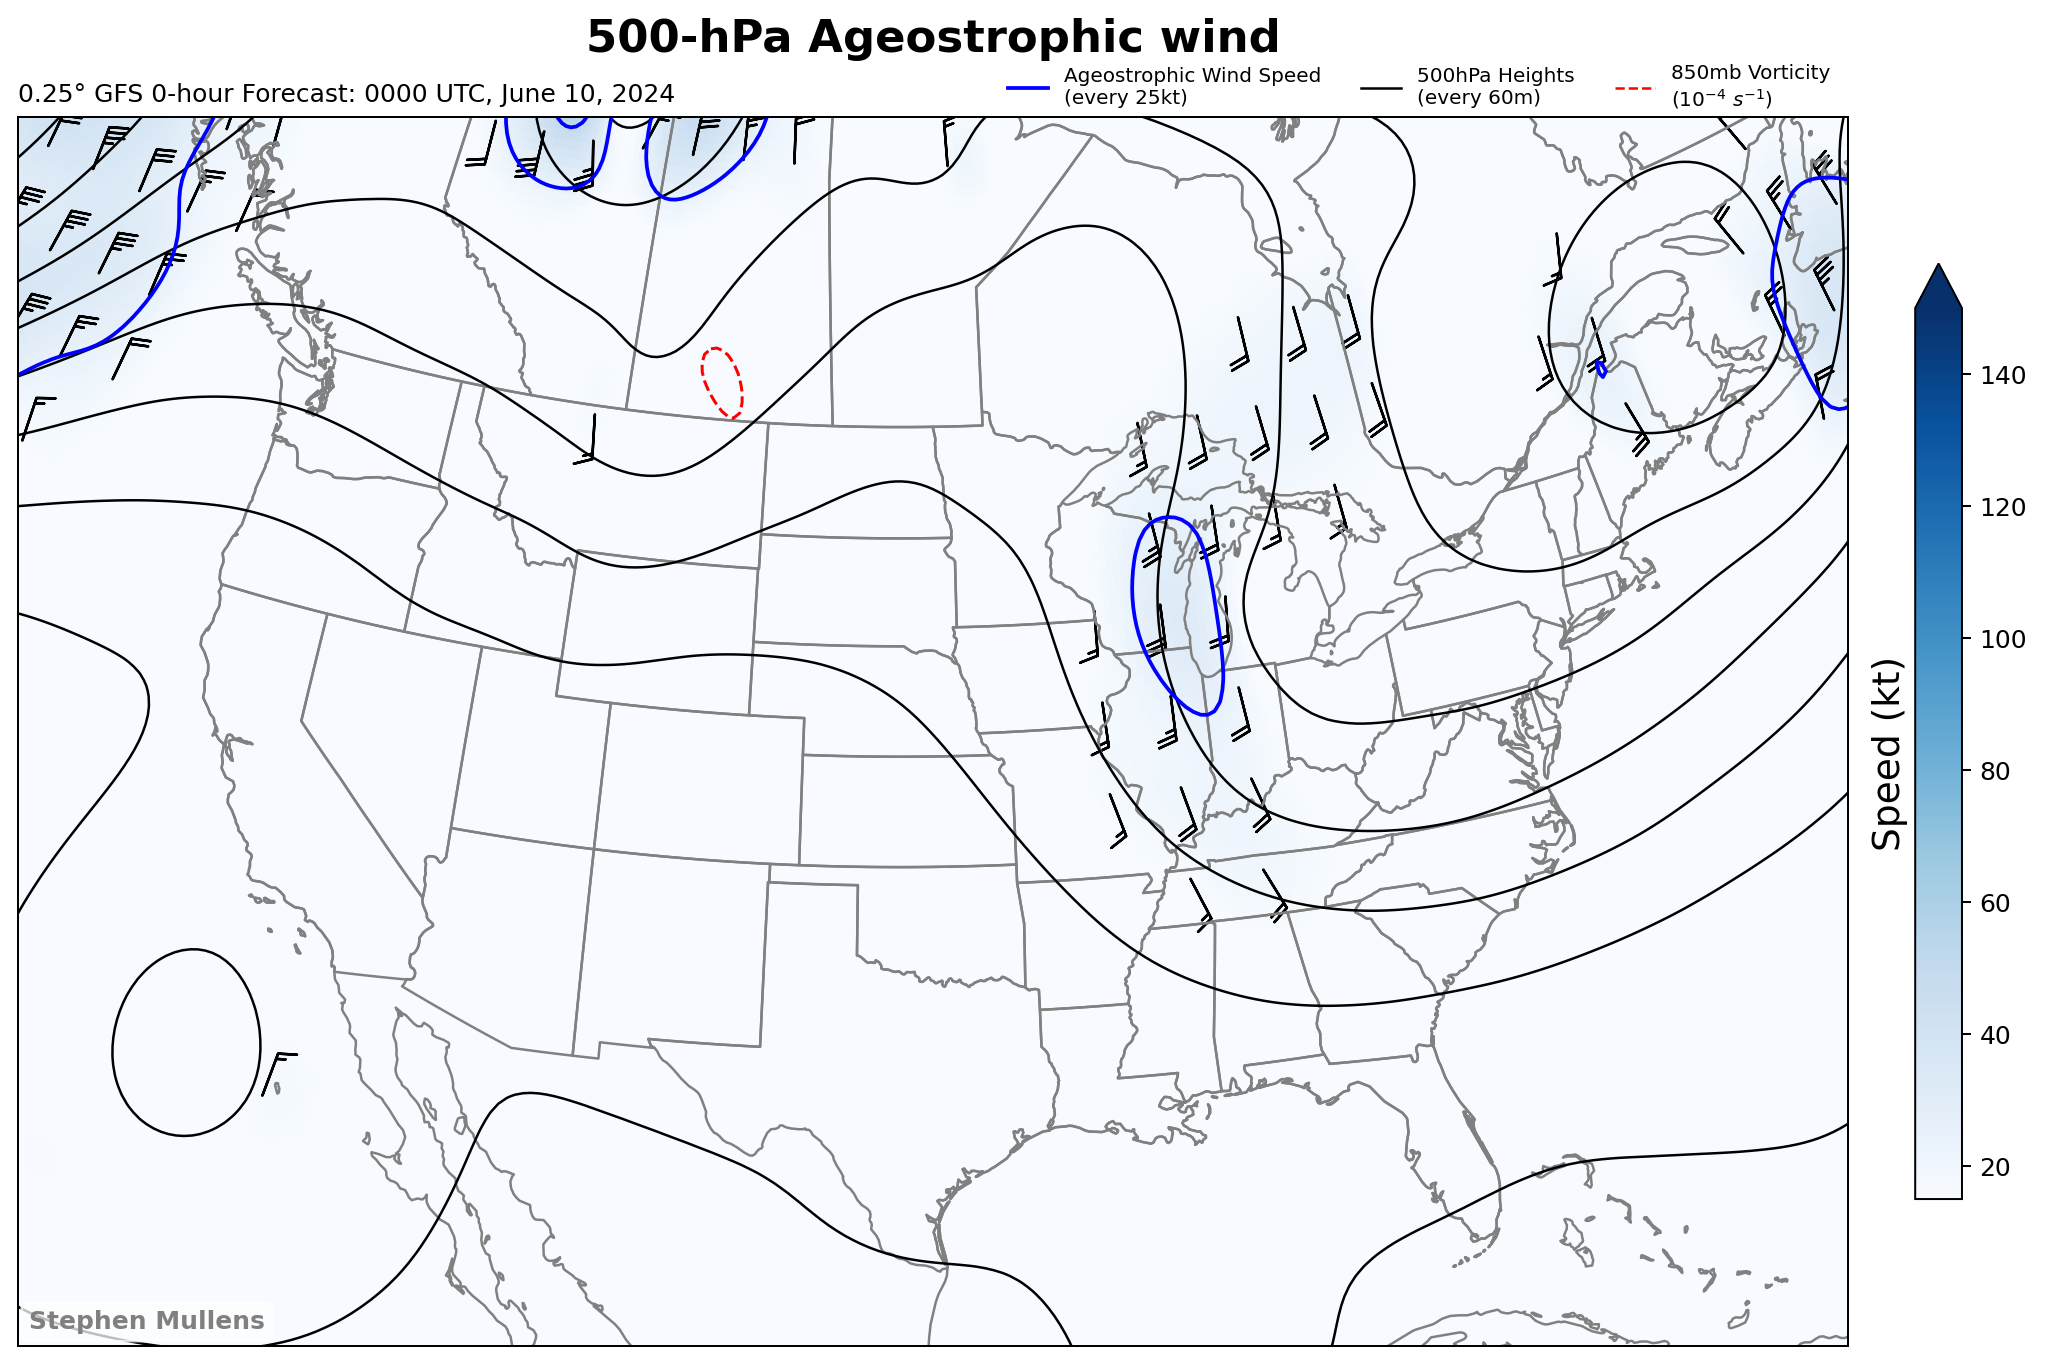 500-hPa Ageostrophic wind
0.25° GFS 0-hour Forecast: 0000 UTC, June 10, 2024
Ageostrophic Wind Speed
(every 25kt)
500hPa Heights
(every 60m)
850mb Vorticity
(10⁻⁴ s⁻¹)
140
120
100
80
60
40
20
Speed (kt)
Stephen Mullens